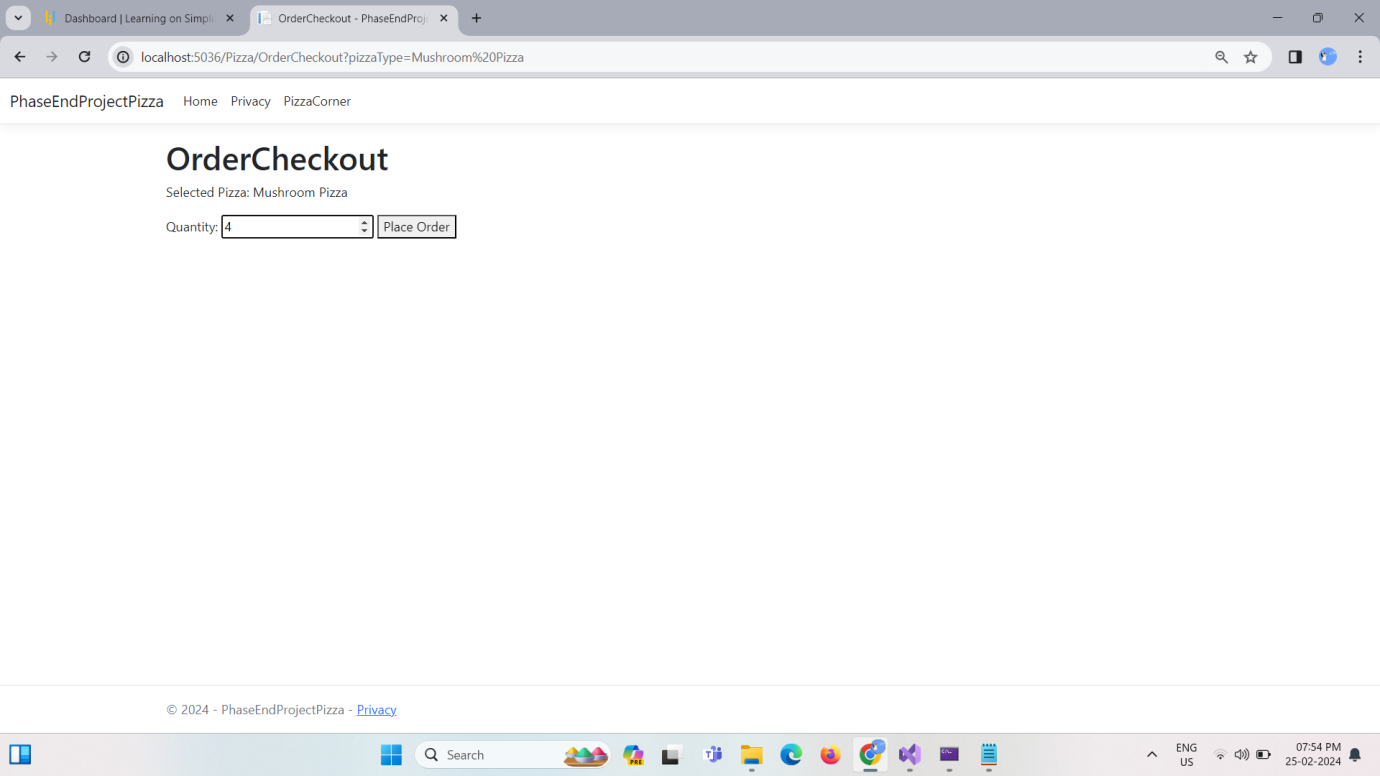 Dashboard | Learning on Simpl
OrderCheckout - PhaseEndProj
localhost:5036/Pizza/OrderCheckout?pizzaType=Mushroom%20Pizza
PhaseEndProjectPizza Home Privacy PizzaCorner
OrderCheckout
Selected Pizza: Mushroom Pizza
Quantity: 4 Place Order
© 2024 - PhaseEndProjectPizza - Privacy
Search
PRE
ENG
US
07:54 PM
25-02-2024